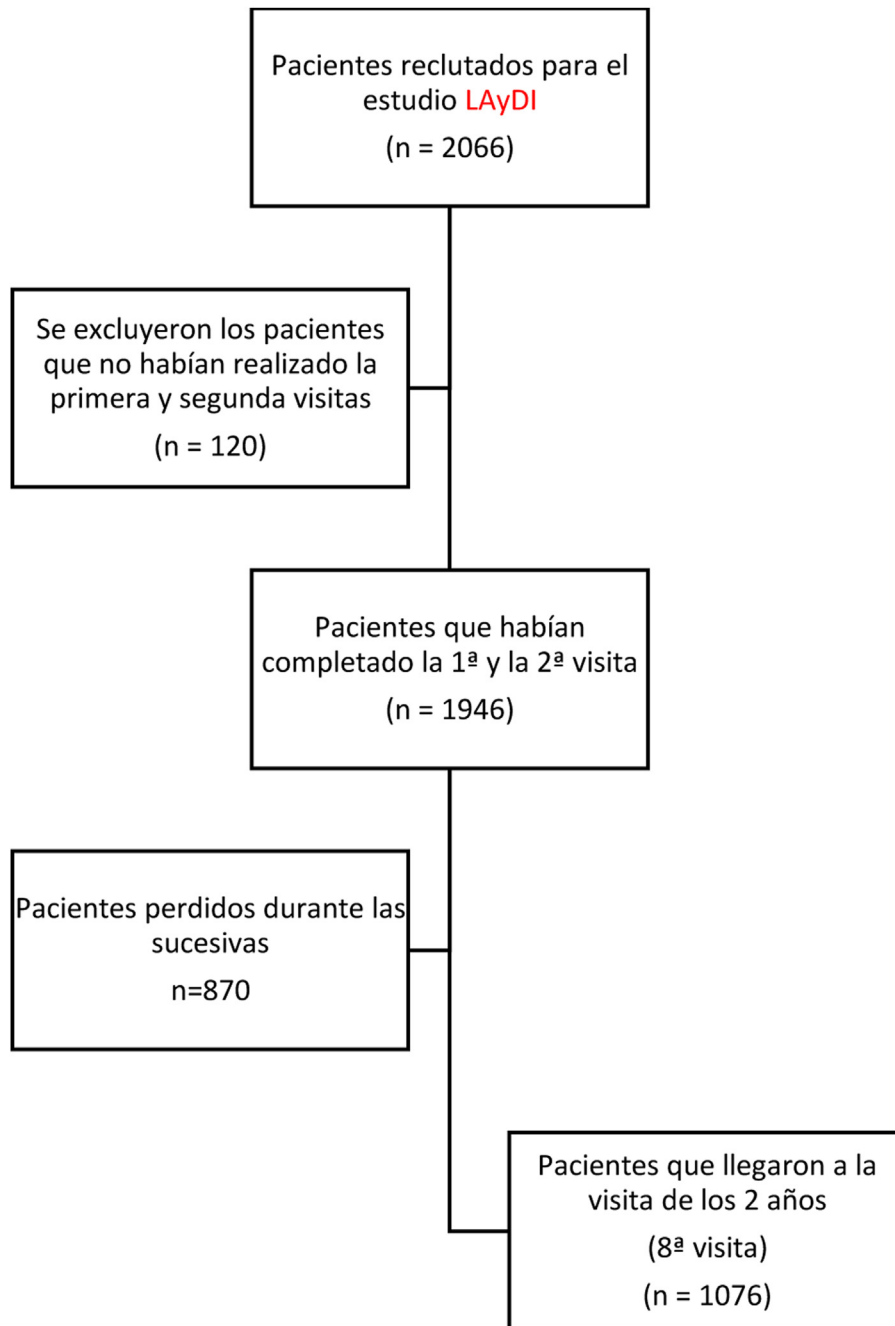 Pacientes reclutados para el
estudio LAyDI
(n = 2066)
Se excluyeron los pacientes
que no habían realizado la
primera y segunda visitas
(n = 120)
Pacientes que habían
completado la 1ª y la 2ª visita
(n = 1946)
Pacientes perdidos durante las
sucesivas
n=870
Pacientes que llegaron a la
visita de los 2 años
(8ª visita)
(n = 1076)